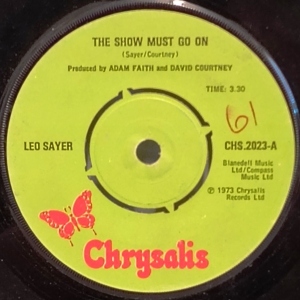 THE SHOW MUST GO ON
(Sayer/Courtney)
Produced by ADAM FAITH and DAVID COURTNEY
TIME: 3.30
61
LEO SAYER
CHS.2023-A
Blanedell Music
Ltd/Compass
Music Ltd
℗ 1973 Chrysalis
Records Ltd
Chrysalis